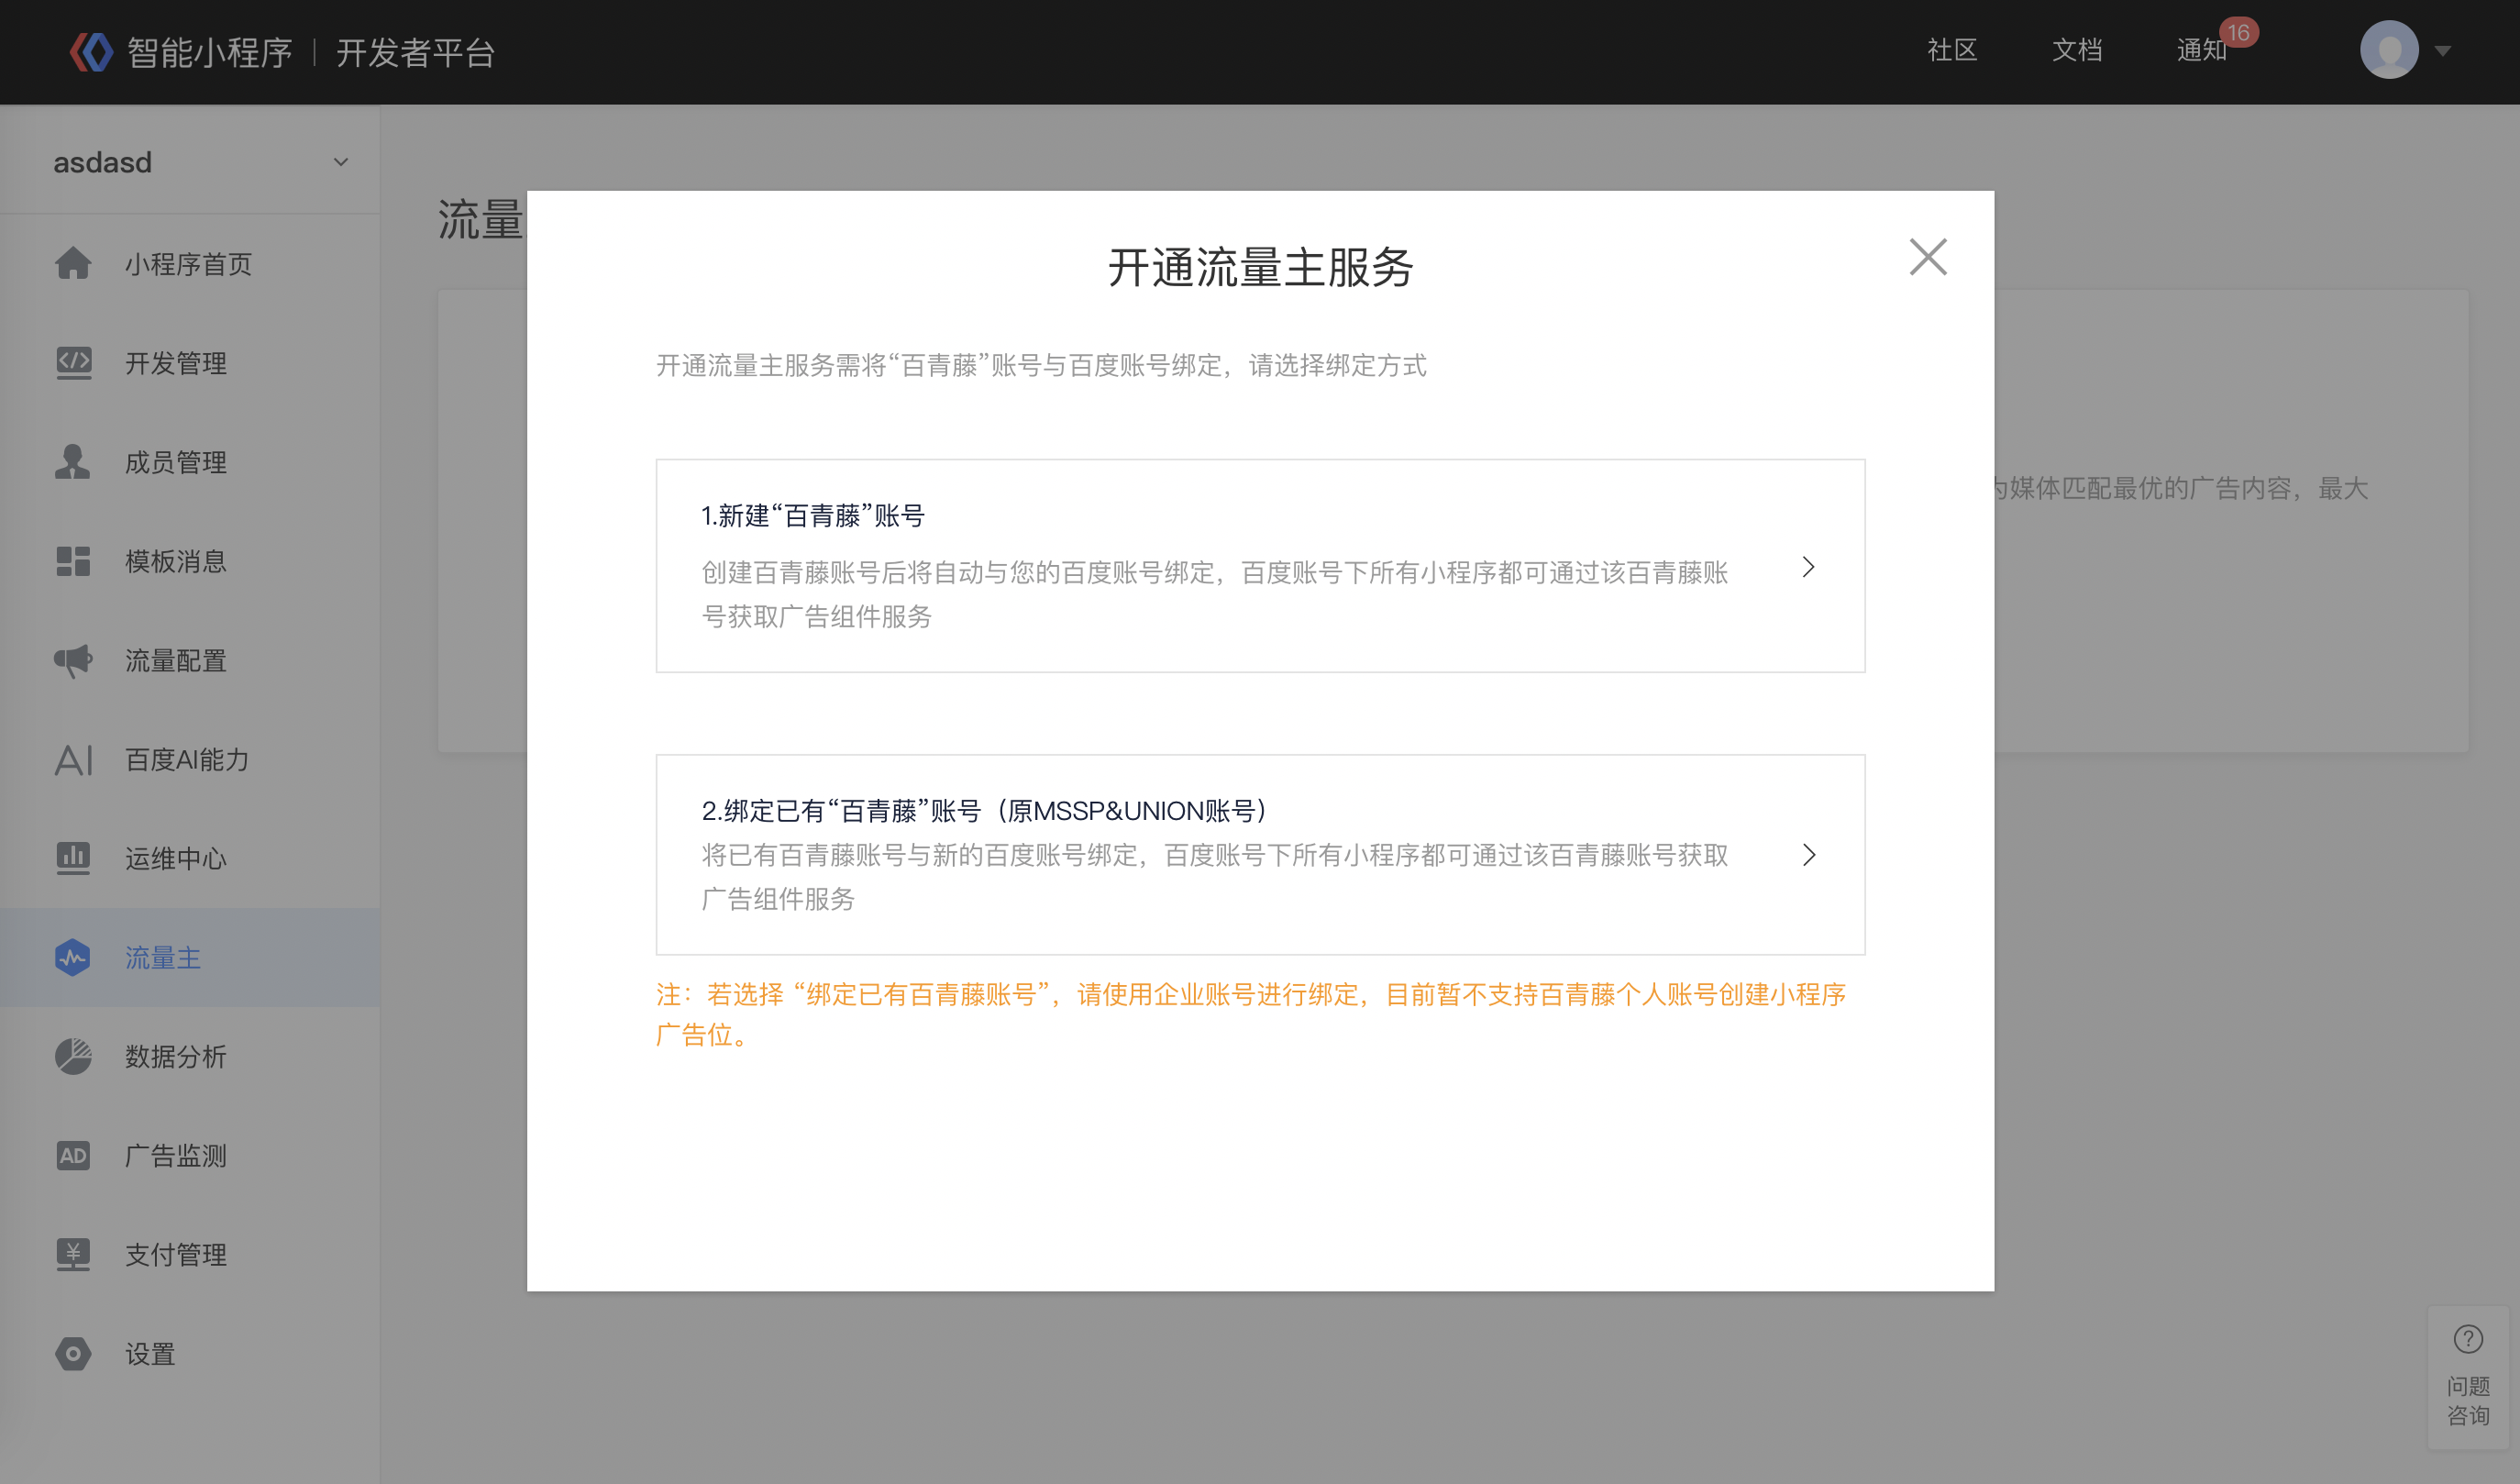 智能小程序 | 开发者平台
社区
文档
通知
16
asdasd
小程序首页
开发管理
成员管理
模板消息
流量配置
AI
百度AI能力
运维中心
流量主
数据分析
AD
广告监测
¥
支付管理
设置
流量
开通流量主服务
开通流量主服务需将“百青藤”账号与百度账号绑定，请选择绑定方式
1.新建“百青藤”账号
创建百青藤账号后将自动与您的百度账号绑定，百度账号下所有小程序都可通过该百青藤账
号获取广告组件服务
2.绑定已有“百青藤”账号（原MSSP&UNION账号）
将已有百青藤账号与新的百度账号绑定，百度账号下所有小程序都可通过该百青藤账号获取
广告组件服务
注：若选择 “绑定已有百青藤账号”，请使用企业账号进行绑定，目前暂不支持百青藤个人账号创建小程序
广告位。
媒体匹配最优的广告内容，最大
?
问题
咨询